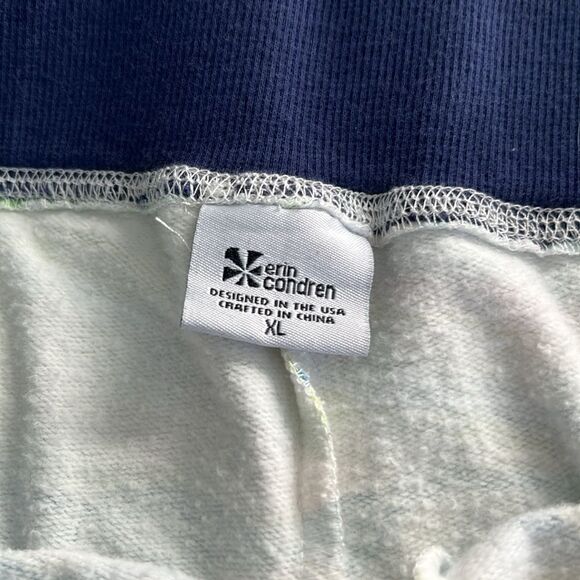 erin
condren
DESIGNED IN THE USA
CRAFTED IN CHINA
XL